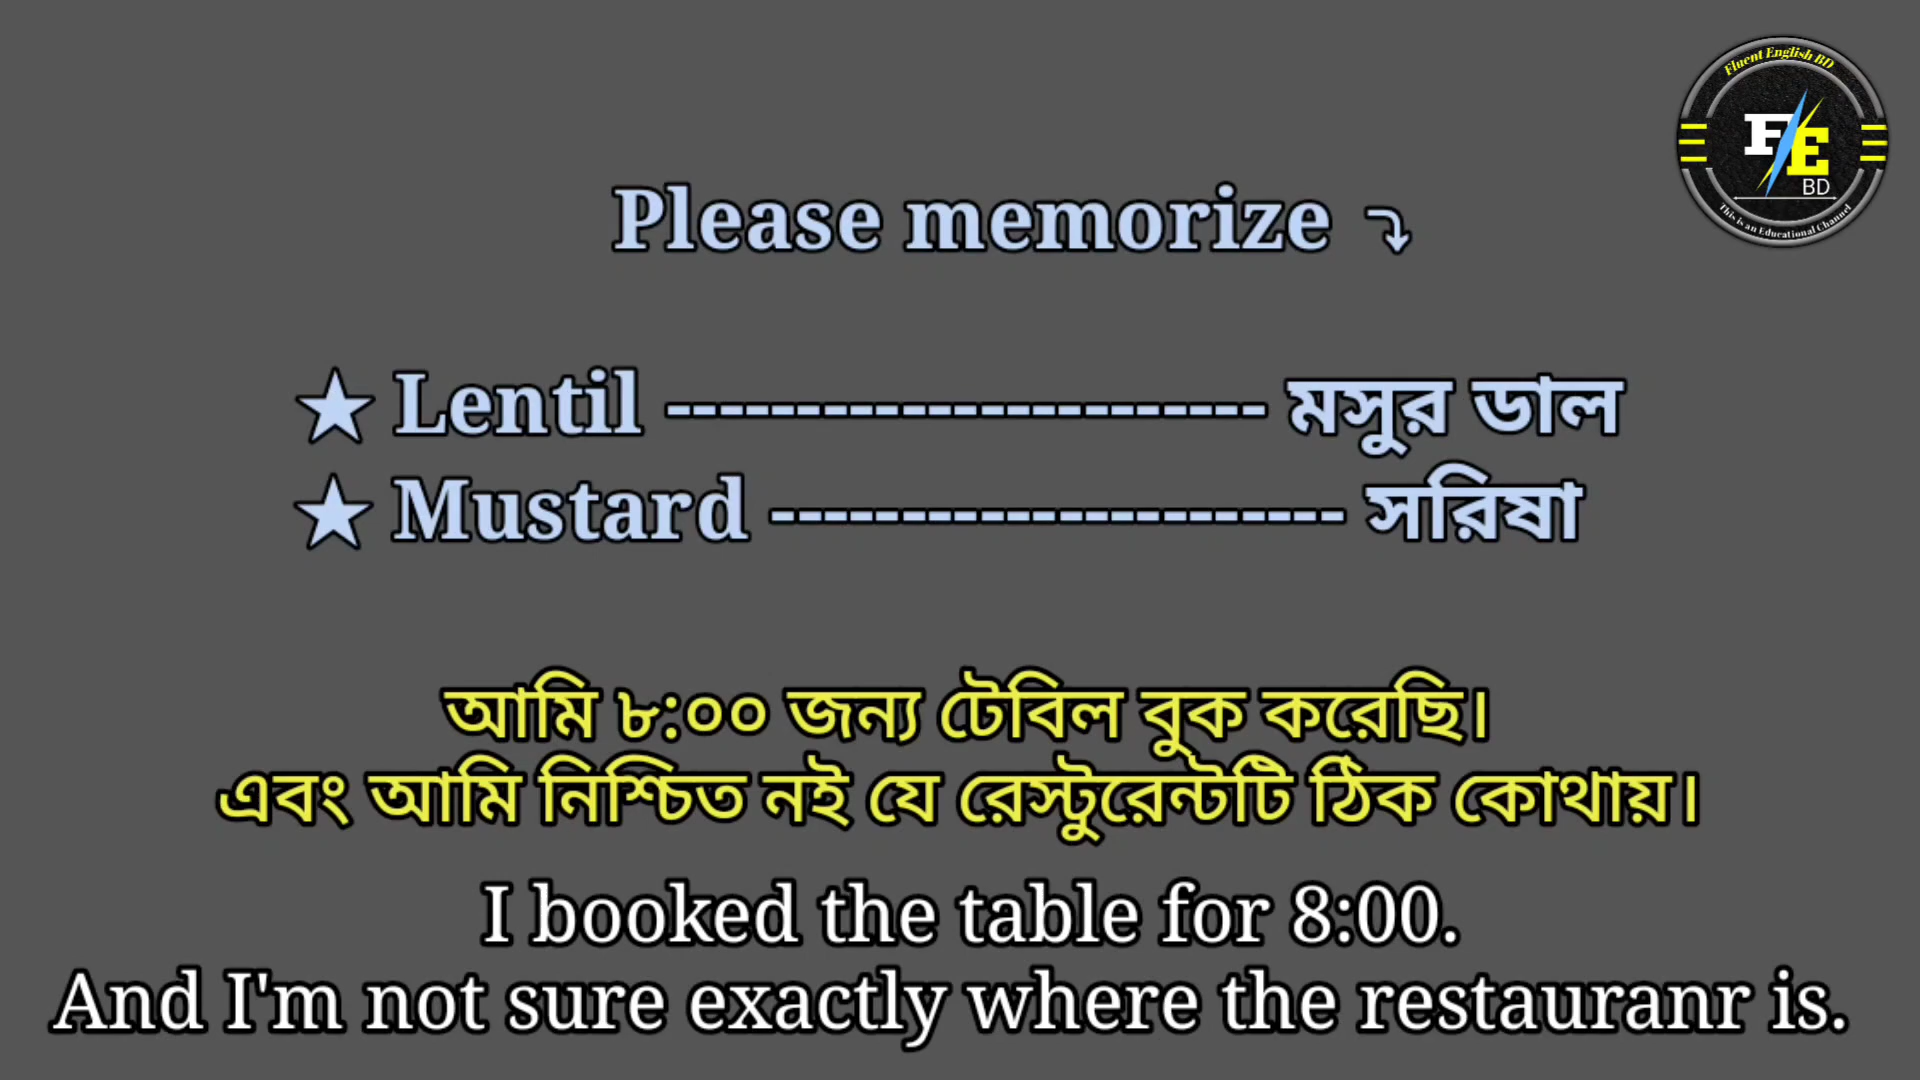 Fluent English BD
FE
BD
This is an Educational Channel
Please memorize ⤵
★ Lentil ----------------------- মসুর ডাল
★ Mustard ---------------------- সরিষা
আমি ৮:০০ জন্য টেবিল বুক করেছি।
এবং আমি নিশ্চিত নই যে রেস্টুরেন্টটি ঠিক কোথায়।
I booked the table for 8:00.
And I'm not sure exactly where the restauranr is.